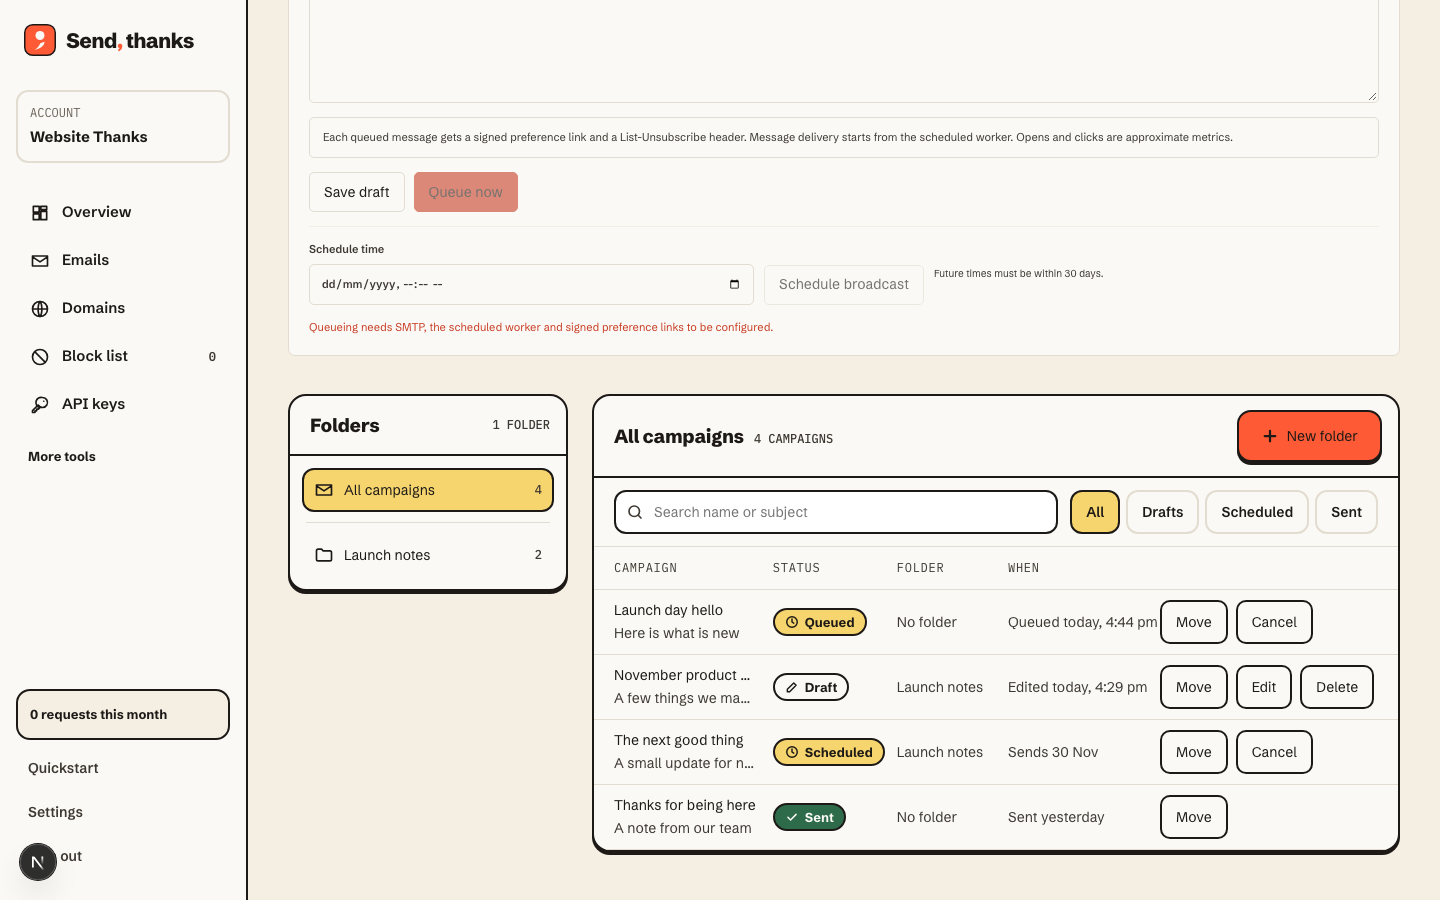 Send, thanks
ACCOUNT
Website Thanks
Overview
Emails
Domains
Block list 0
API keys
More tools
0 requests this month
Quickstart
Settings
out
N
Each queued message gets a signed preference link and a List-Unsubscribe header. Message delivery starts from the scheduled worker. Opens and clicks are approximate metrics.
Save draft Queue now
Schedule time
dd/mm/yyyy, --:-- -- Schedule broadcast Future times must be within 30 days.
Queueing needs SMTP, the scheduled worker and signed preference links to be configured.
Folders 1 FOLDER
All campaigns 4
Launch notes 2
All campaigns 4 CAMPAIGNS + New folder
Search name or subject All Drafts Scheduled Sent
CAMPAIGN STATUS FOLDER WHEN
Launch day hello
Here is what is new
Queued No folder Queued today, 4:44 pm Move Cancel
November product ...
A few things we ma...
Draft Launch notes Edited today, 4:29 pm Move Edit Delete
The next good thing
A small update for n...
Scheduled Launch notes Sends 30 Nov Move Cancel
Thanks for being here
A note from our team
Sent No folder Sent yesterday Move